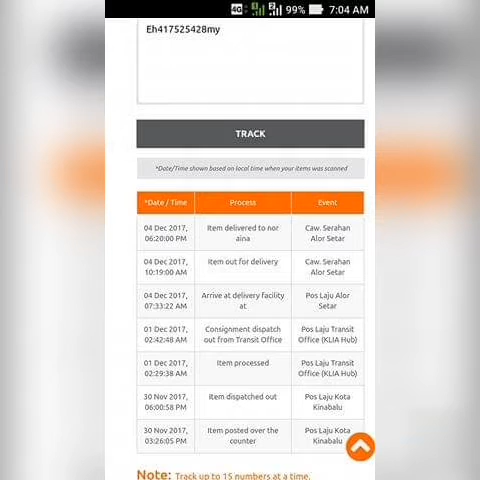 4G 1 2 99% 7:04 AM
Eh417525428my
TRACK
*Date/Time shown based on local time when your items was scanned
*Date / Time Process Event
04 Dec 2017, Item delivered to nor Caw. Serahan
06:20:00 PM aina Alor Setar
04 Dec 2017, Item out for delivery Caw. Serahan
10:19:00 AM Alor Setar
04 Dec 2017, Arrive at delivery facility Pos Laju Alor
07:33:22 AM at Setar
01 Dec 2017, Consignment dispatch Pos Laju Transit
02:42:48 AM out from Transit Office Office (KLIA Hub)
01 Dec 2017, Item processed Pos Laju Transit
02:29:38 AM Office (KLIA Hub)
30 Nov 2017, Item dispatched out Pos Laju Kota
06:00:58 PM Kinabalu
30 Nov 2017, Item posted over the Pos Laju Kota
03:26:05 PM counter Kinabalu
Note: Track up to 15 numbers at a time.